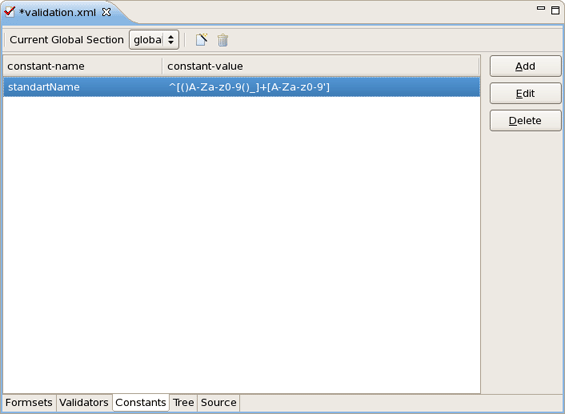 *validation.xml
Current Global Section globa
constant-name constant-value
standartName ^[()A-Za-z0-9()_]+[A-Za-z0-9']
Add
Edit
Delete
Formsets Validators Constants Tree Source